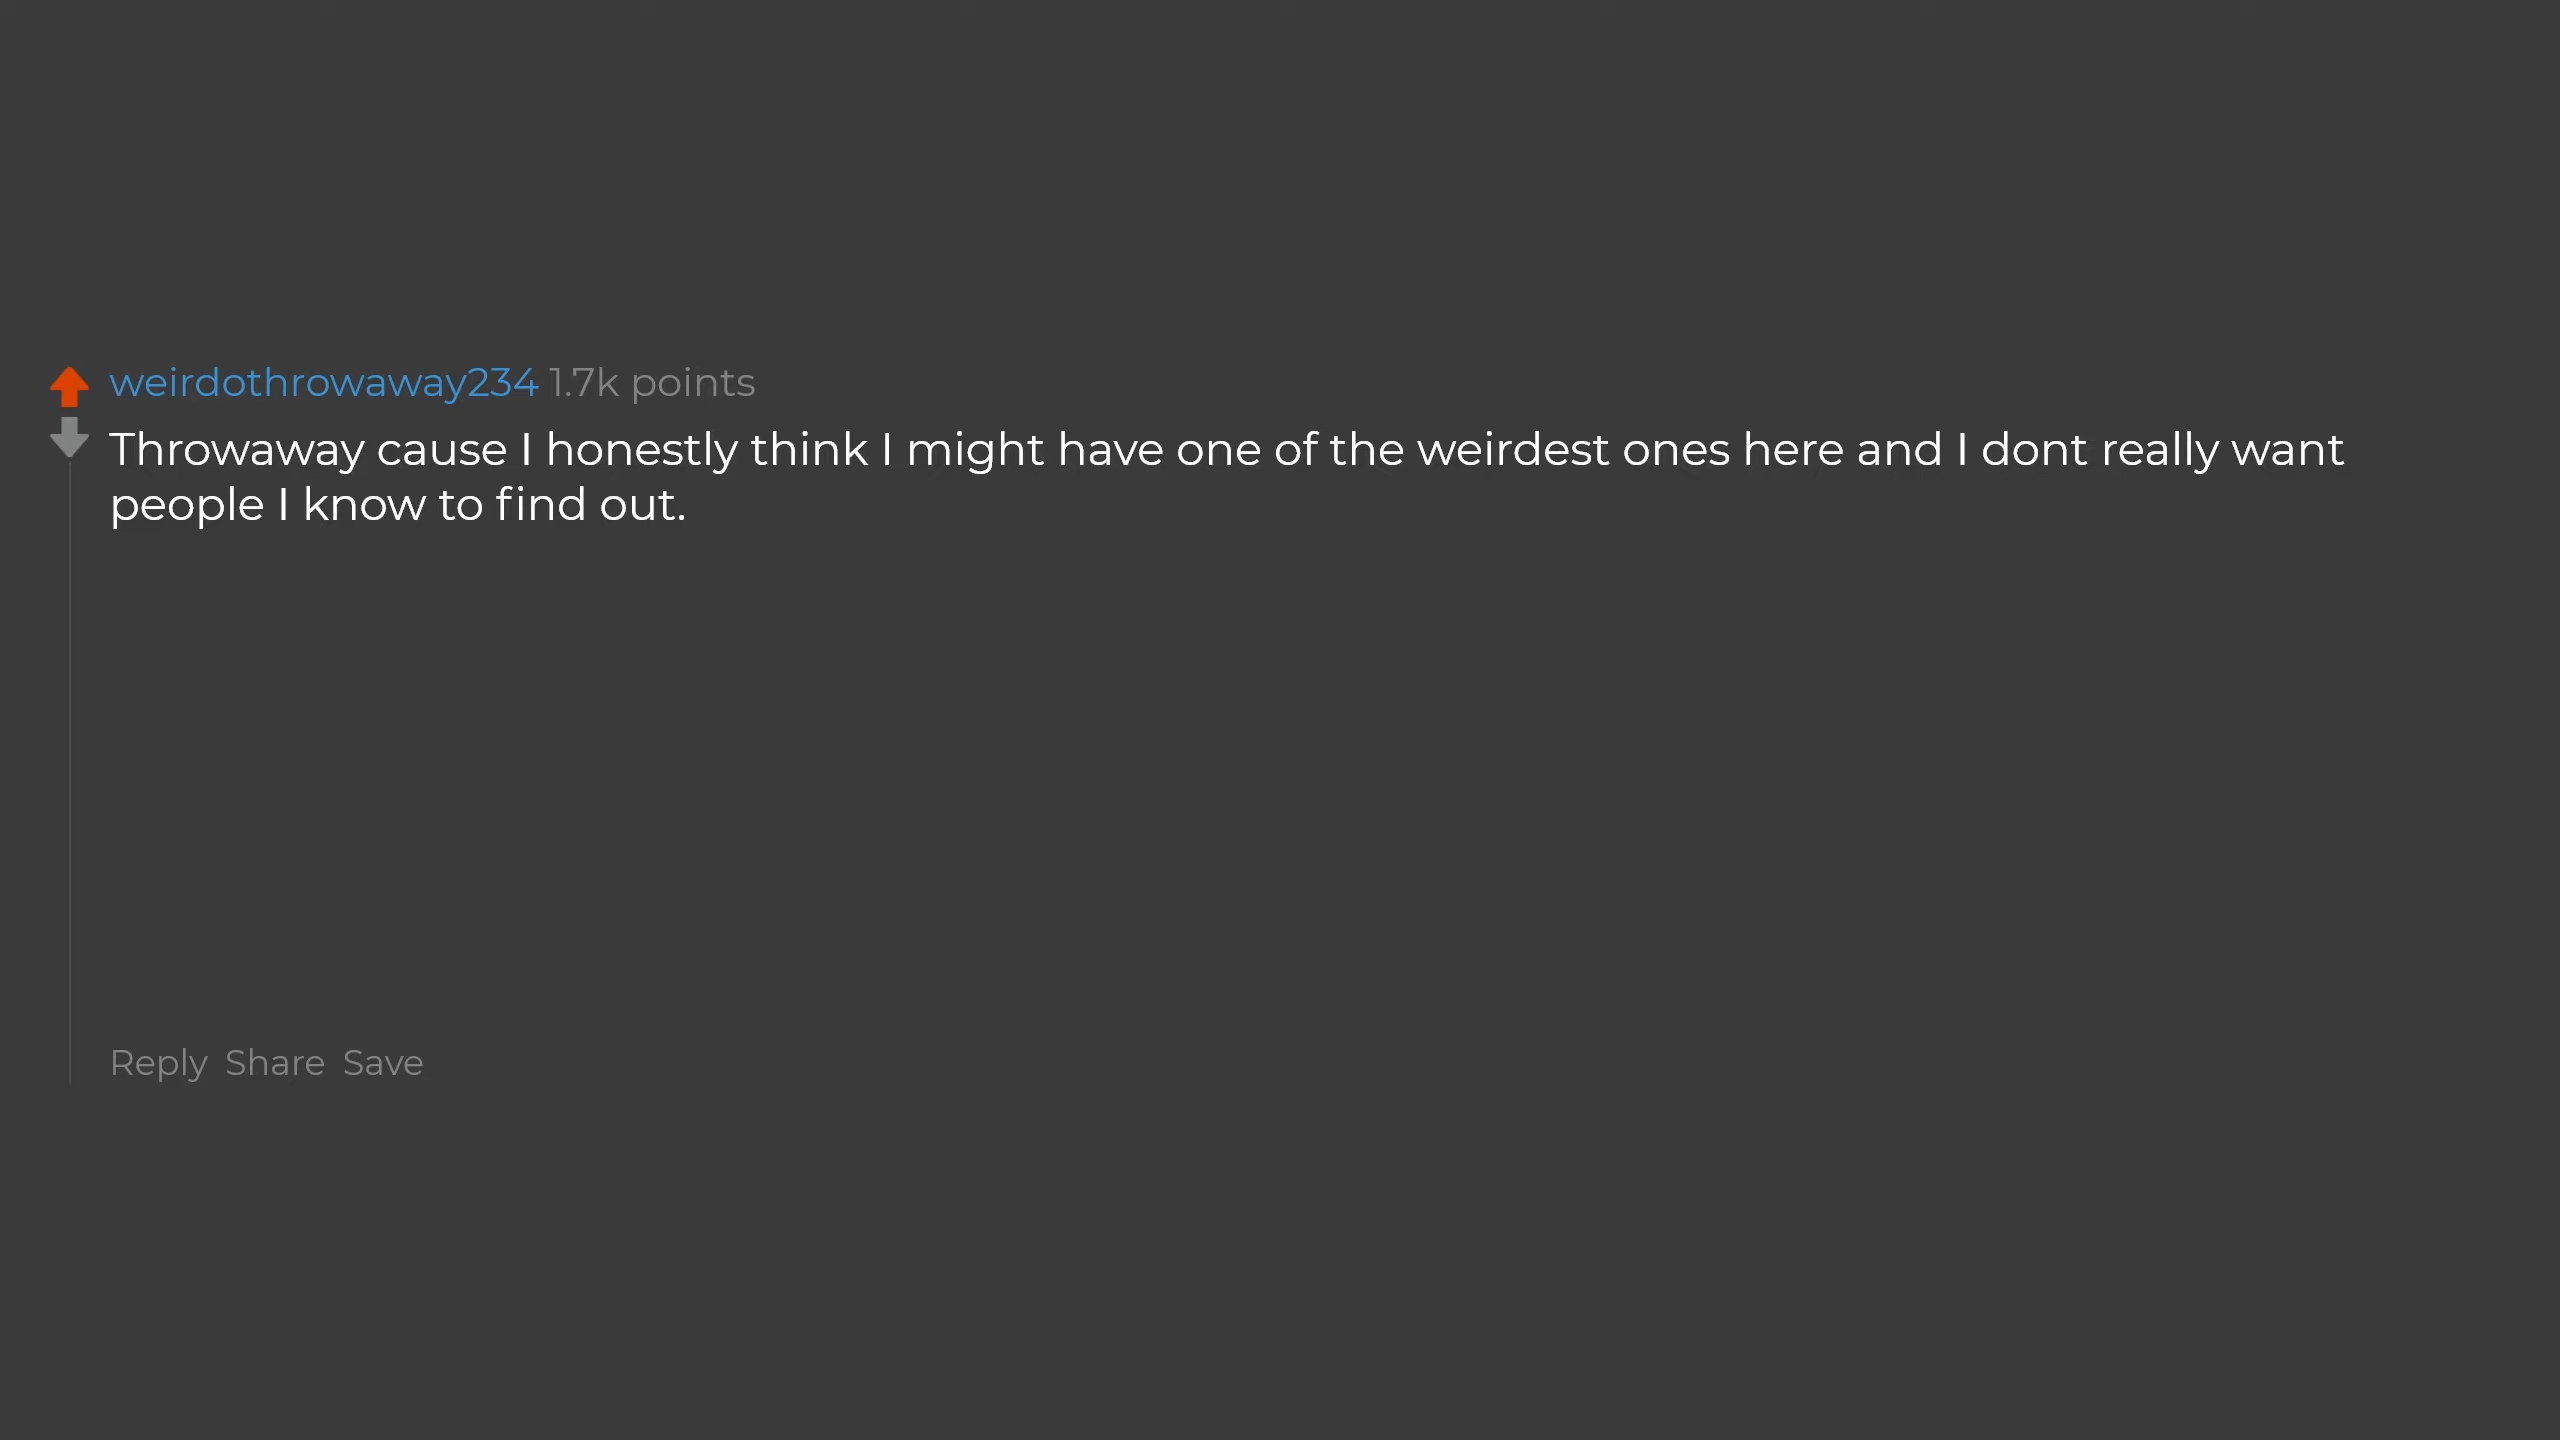 weirdothrowaway234 1.7k points
Throwaway cause I honestly think I might have one of the weirdest ones here and I dont really want
people I know to find out.
Reply Share Save